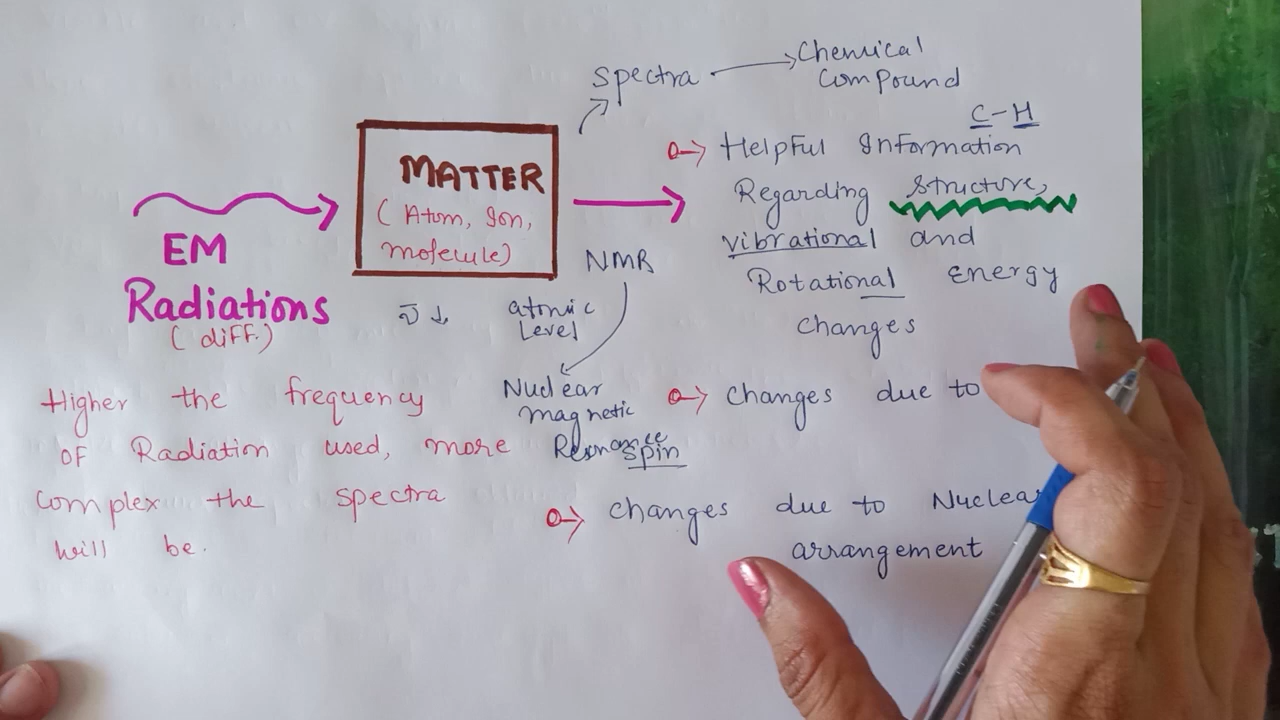 EM
Radiations
(diff.)
MATTER
(Atom, Ion,
molecule)
ῡ ↓
Higher the frequency
of Radiation used, more
complex the spectra
will be.
Spectra → Chemical
Compound
C-H
Helpful Information
Regarding structure,
vibrational and
Rotational Energy
changes
NMR
atomic
Level
Nuclear
magnetic
Resonance
spin
changes due to
changes due to Nuclear
arrangement